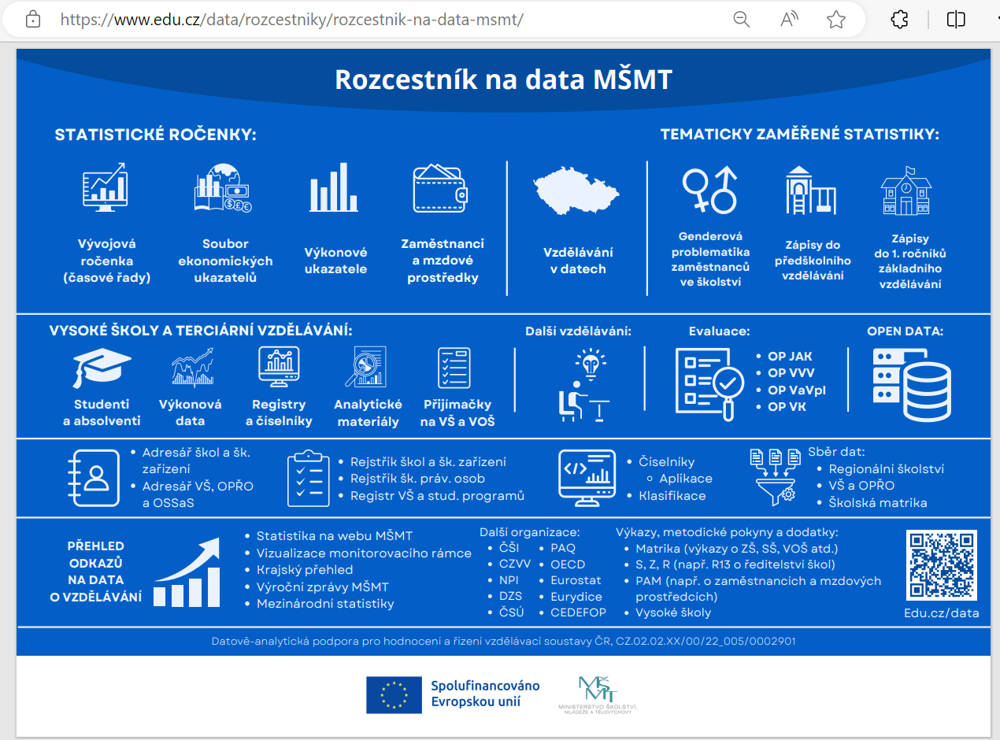 https://www.edu.cz/data/rozcestniky/rozcestnik-na-data-msmt/
Rozcestník na data MŠMT
STATISTICKÉ ROČENKY:
Vývojová
ročenka
(časové řady)
Soubor
ekonomických
ukazatelů
Výkonové
ukazatele
Zaměstnanci
a mzdové
prostředky
Vzdělávání
v datech
TEMATICKY ZAMĚŘENÉ STATISTIKY:
Genderová
problematika
zaměstnanců
ve školství
Zápisy do
předškolního
vzdělávání
Zápisy
do 1. ročníků
základního
vzdělávání
VYSOKÉ ŠKOLY A TERCIÁRNÍ VZDĚLÁVÁNÍ:
Studenti
a absolventi
Výkonová
data
Registry
a číselníky
Analytické
materiály
Přijímačky
na VŠ a VOŠ
Další vzdělávání:
Evaluace:
• OP JAK
• OP VVV
• OP VaVpI
• OP VK
OPEN DATA:
• Adresář škol a šk.
zařízení
• Adresář VŠ, OPŘO
a OSSaS
• Rejstřík škol a šk. zařízení
• Rejstřík šk. práv. osob
• Registr VŠ a stud. programů
• Číselníky
○ Aplikace
• Klasifikace
Sběr dat:
• Regionální školství
• VŠ a OPŘO
• Školská matrika
PŘEHLED
ODKAZŮ
NA DATA
O VZDĚLÁVÁNÍ
• Statistika na webu MŠMT
• Vizualizace monitorovacího rámce
• Krajský přehled
• Výroční zprávy MŠMT
• Mezinárodní statistiky
Další organizace:
• ČŠI
• CZVV
• NPI
• DZS
• ČSÚ
• PAQ
• OECD
• Eurostat
• Eurydice
• CEDEFOP
Výkazy, metodické pokyny a dodatky:
• Matrika (výkazy o ZŠ, SŠ, VOŠ atd.)
• S, Z, R (např. R13 o ředitelství škol)
• PAM (např. o zaměstnancích a mzdových
prostředcích)
• Vysoké školy
Edu.cz/data
Datově-analytická podpora pro hodnocení a řízení vzdělávací soustavy ČR, CZ.02.02.XX/00/22_005/0002901
Spolufinancováno
Evropskou unií
MŠMT
MINISTERSTVO ŠKOLSTVÍ,
MLÁDEŽE A TĚLOVÝCHOVY